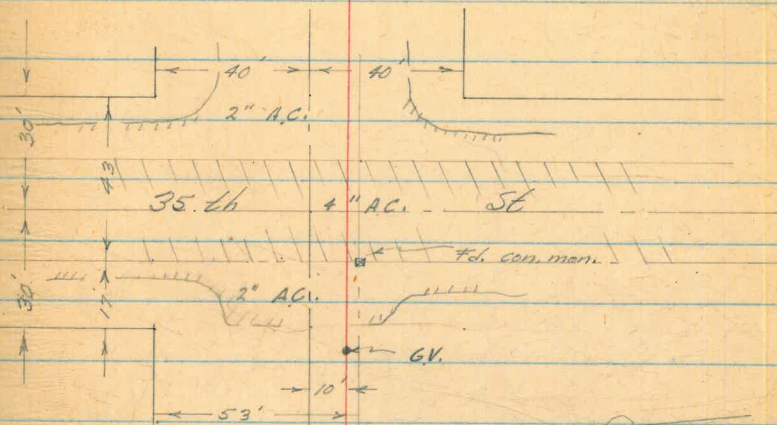 40' 40'
2" A.C.
30'
43
35.th 4" A.C. St
Fd. con. mon.
30'
17
2" A.C.
G.V.
10'
53'